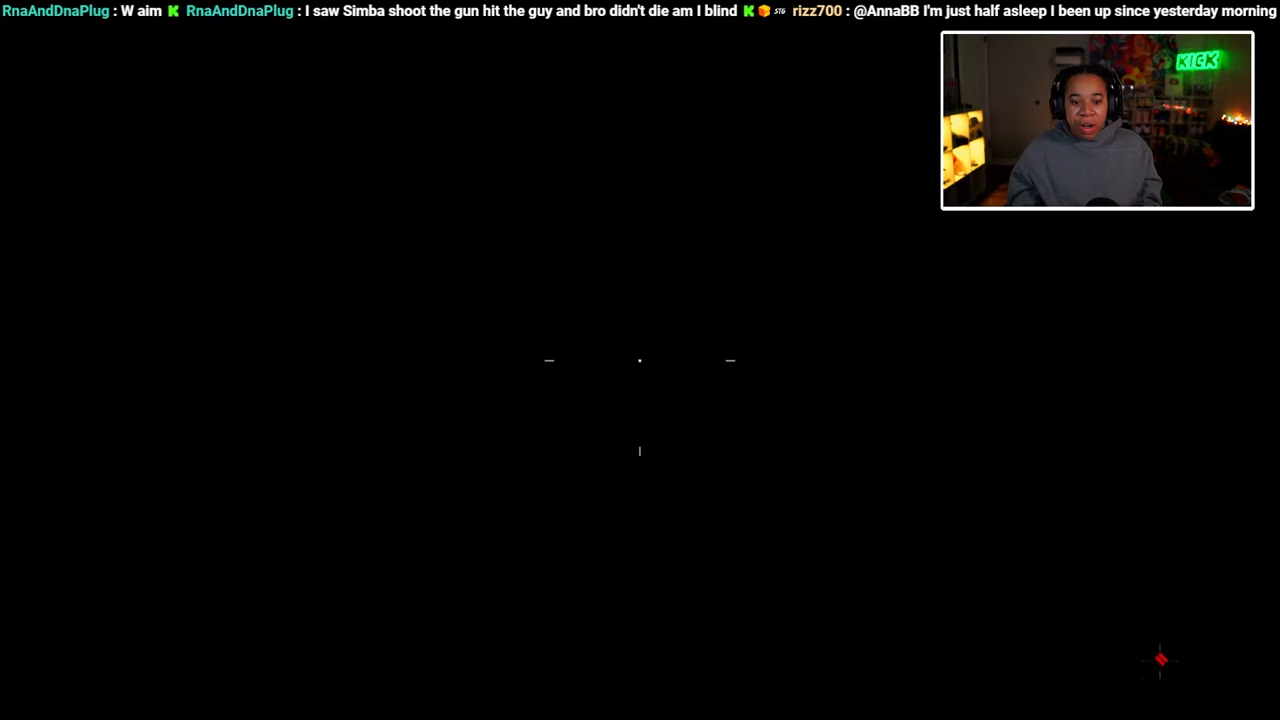 RnaAndDnaPlug : W aim RnaAndDnaPlug : I saw Simba shoot the gun hit the guy and bro didn't die am I blind STG rizz700 : @AnnaBB I'm just half asleep I been up since yesterday morning
KICK